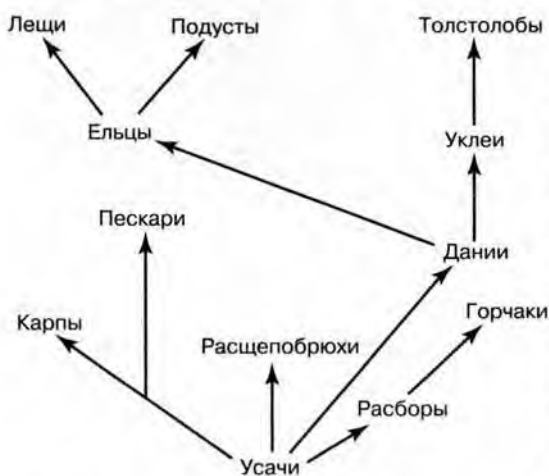 Лещи
Подусты
Толстолобы
Ельцы
Уклеи
Пескари
Дании
Карпы
Горчаки
Расщепобрюхи
Расборы
Усачи